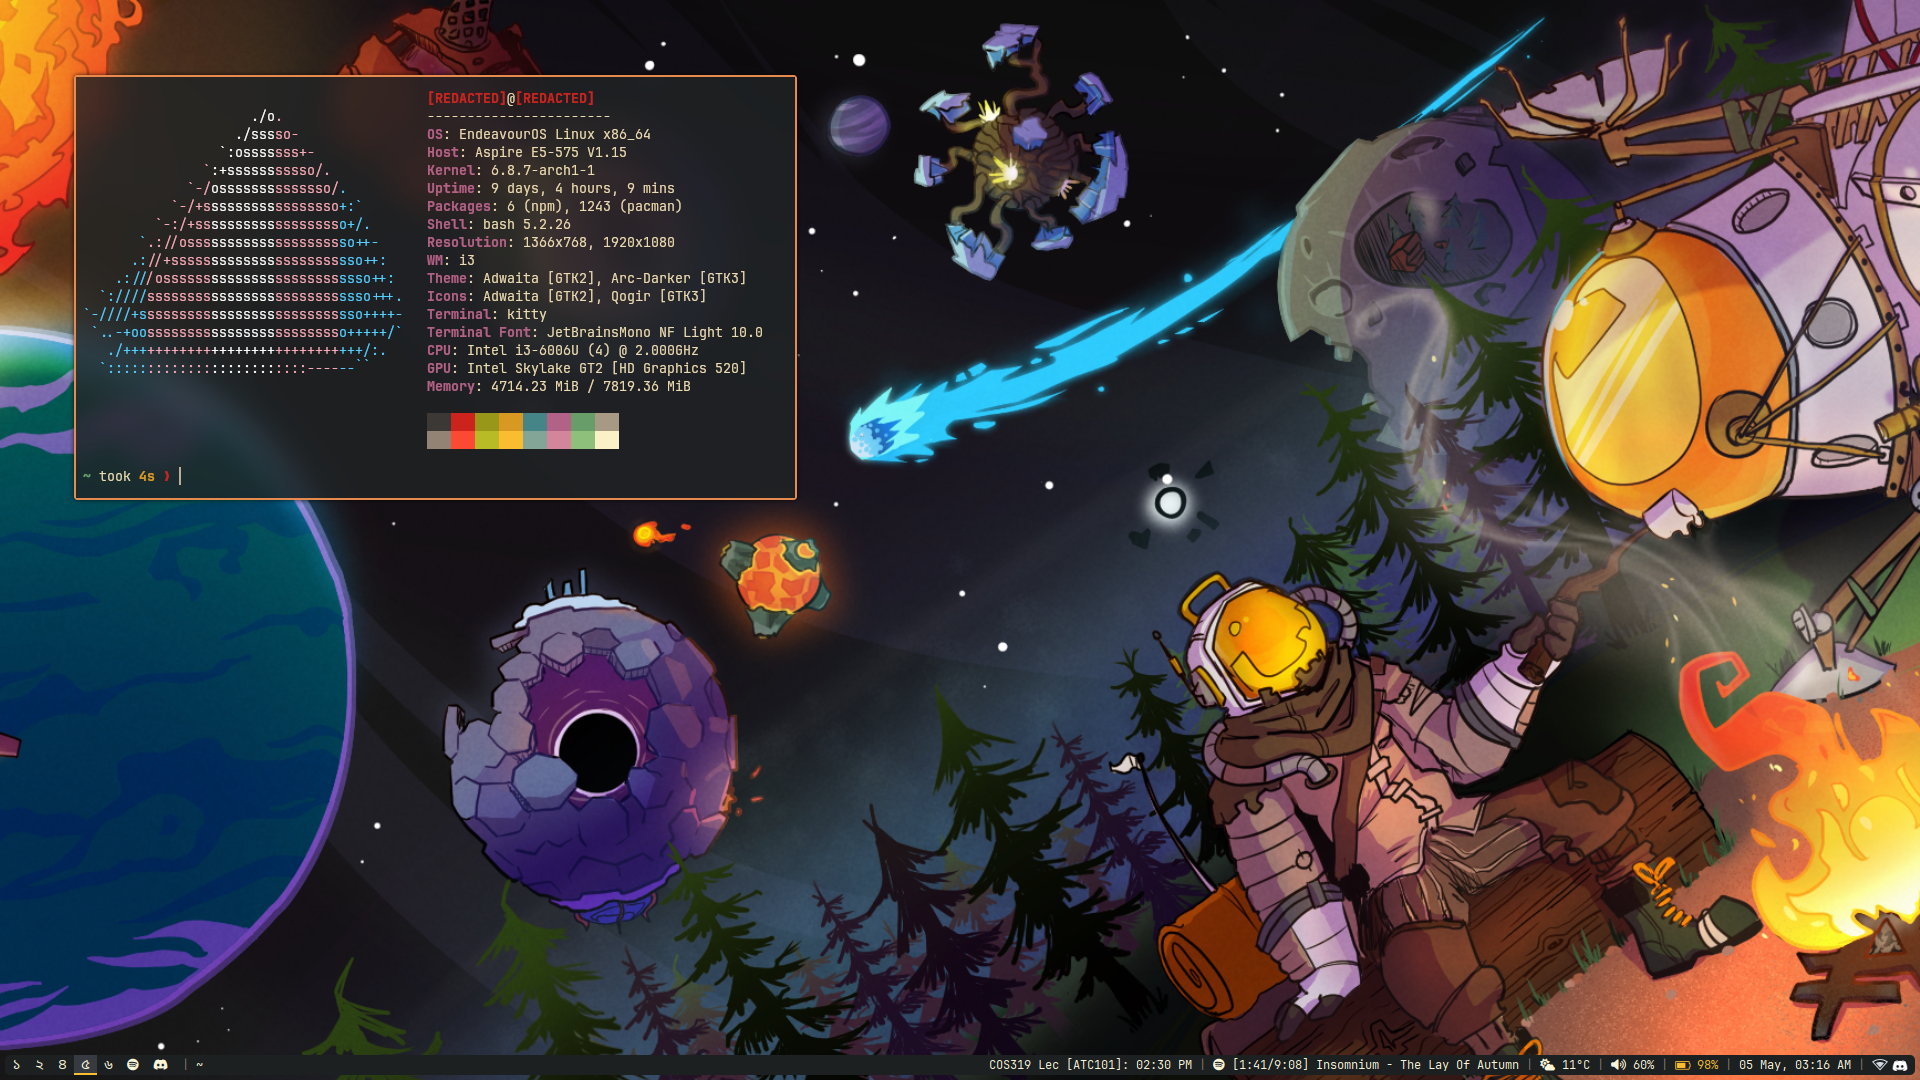 [REDACTED]@[REDACTED]
-----------------------
OS: EndeavourOS Linux x86_64
Host: Aspire E5-575 V1.15
Kernel: 6.8.7-arch1-1
Uptime: 9 days, 4 hours, 9 mins
Packages: 6 (npm), 1243 (pacman)
Shell: bash 5.2.26
Resolution: 1366x768, 1920x1080
WM: i3
Theme: Adwaita [GTK2], Arc-Darker [GTK3]
Icons: Adwaita [GTK2], Qogir [GTK3]
Terminal: kitty
Terminal Font: JetBrainsMono NF Light 10.0
CPU: Intel i3-6006U (4) @ 2.000GHz
GPU: Intel Skylake GT2 [HD Graphics 520]
Memory: 4714.23 MiB / 7819.36 MiB
~ took 4s ❯
১ ২ ৪ ৫ ৬ | ~ COS319 Lec [ATC101]: 02:30 PM | [1:41/9:08] Insomnium - The Lay Of Autumn | 11°C | 60% | 98% | 05 May, 03:16 AM |